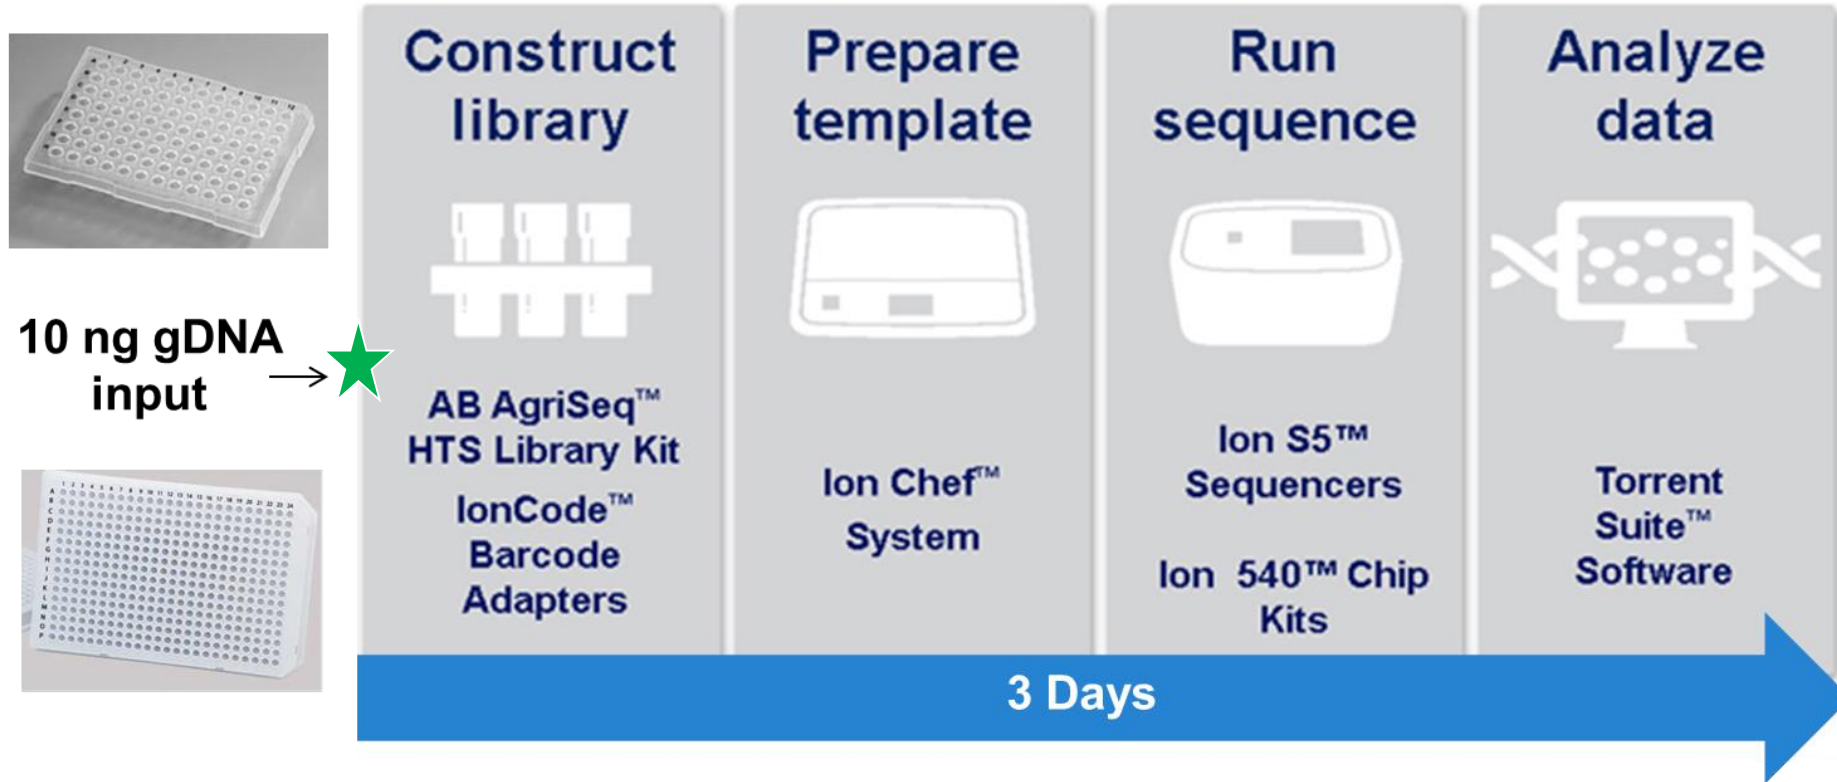 10 ng gDNA
input
Construct
library
AB AgriSeq™
HTS Library Kit
IonCode™
Barcode
Adapters
Prepare
template
Ion Chef™
System
Run
sequence
Ion S5™
Sequencers
Ion 540™ Chip
Kits
Analyze
data
Torrent
Suite™
Software
3 Days